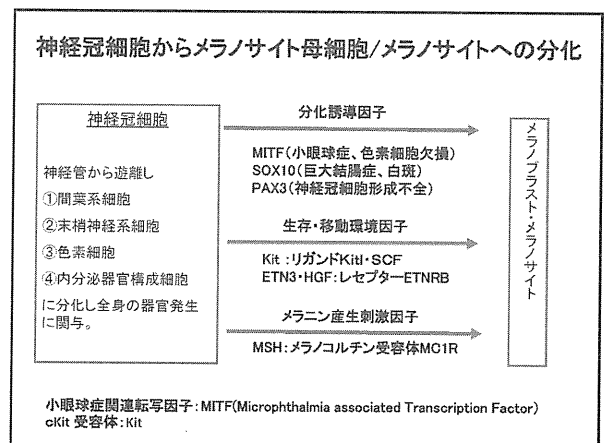 神経冠細胞からメラノサイト母細胞/メラノサイトへの分化
神経冠細胞
神経管から遊離し
①間葉系細胞
②末梢神経系細胞
③色素細胞
④内分泌器官構成細胞
に分化し全身の器官発生
に関与。
分化誘導因子
MITF(小眼球症、色素細胞欠損)
SOX10(巨大結腸症、白斑)
PAX3(神経冠細胞形成不全)
生存・移動環境因子
Kit :リガンドKitl・SCF
ETN3・HGF:レセプターETNRB
メラニン産生刺激因子
MSH:メラノコルチン受容体MC1R
メラノブラスト・メラノサイト
小眼球症関連転写因子:MITF(Microphthalmia associated Transcription Factor)
cKit 受容体:Kit